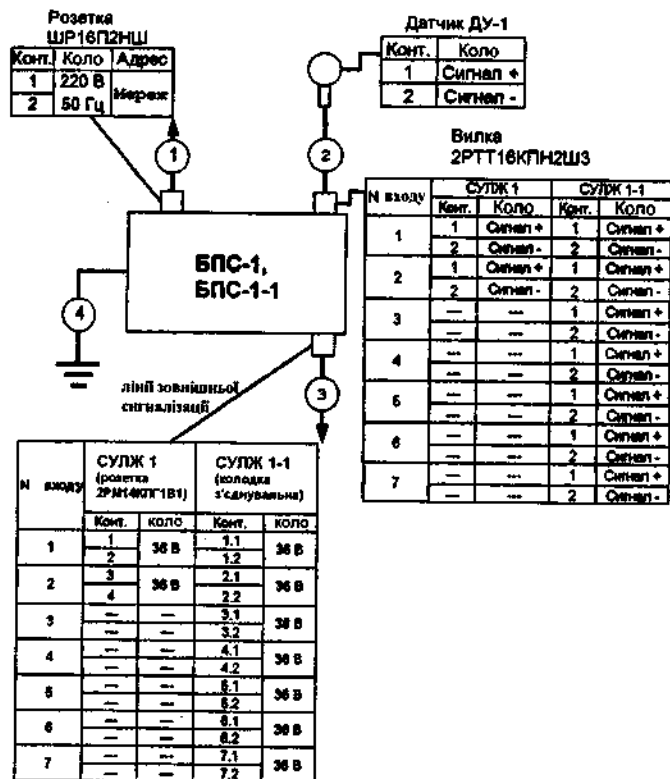 Розетка
ШР16П2НШ
Конт. Коло Адрес
1 220 В Мереж
2 50 Гц
Датчик ДУ-1
Конт. Коло
1 Сигнал +
2 Сигнал -
1
2
Вилка
2РТТ16КПН2Ш3
N входу СУЛЖ 1 СУЛЖ 1-1
Конт. Коло Конт. Коло
1 1 Сигнал + 1 Сигнал +
2 Сигнал - 2 Сигнал -
2 1 Сигнал + 1 Сигнал +
2 Сигнал - 2 Сигнал -
3 — --- 1 Сигнал +
— --- 2 Сигнал -
4 --- --- 1 Сигнал +
— --- 2 Сигнал -
5 — --- 1 Сигнал +
— --- 2 Сигнал -
6 — --- 1 Сигнал +
— --- 2 Сигнал -
7 — --- 1 Сигнал +
— --- 2 Сигнал -
БПС-1,
БПС-1-1
4
3
лінії зовнішньої
сигналізації
N входу СУЛЖ 1 СУЛЖ 1-1
(розетка (колодка
2РМ14КПГ1В1) з'єднувальна)
Конт. коло Конт. коло
1 1 36 В 1.1 36 В
2 1.2
2 3 36 В 2.1 36 В
4 2.2
3 — — 3.1 36 В
— — 3.2
4 — — 4.1 36 В
— — 4.2
5 — — 5.1 36 В
— — 5.2
6 — — 6.1 36 В
— — 6.2
7 — --- 7.1 36 В
— --- 7.2